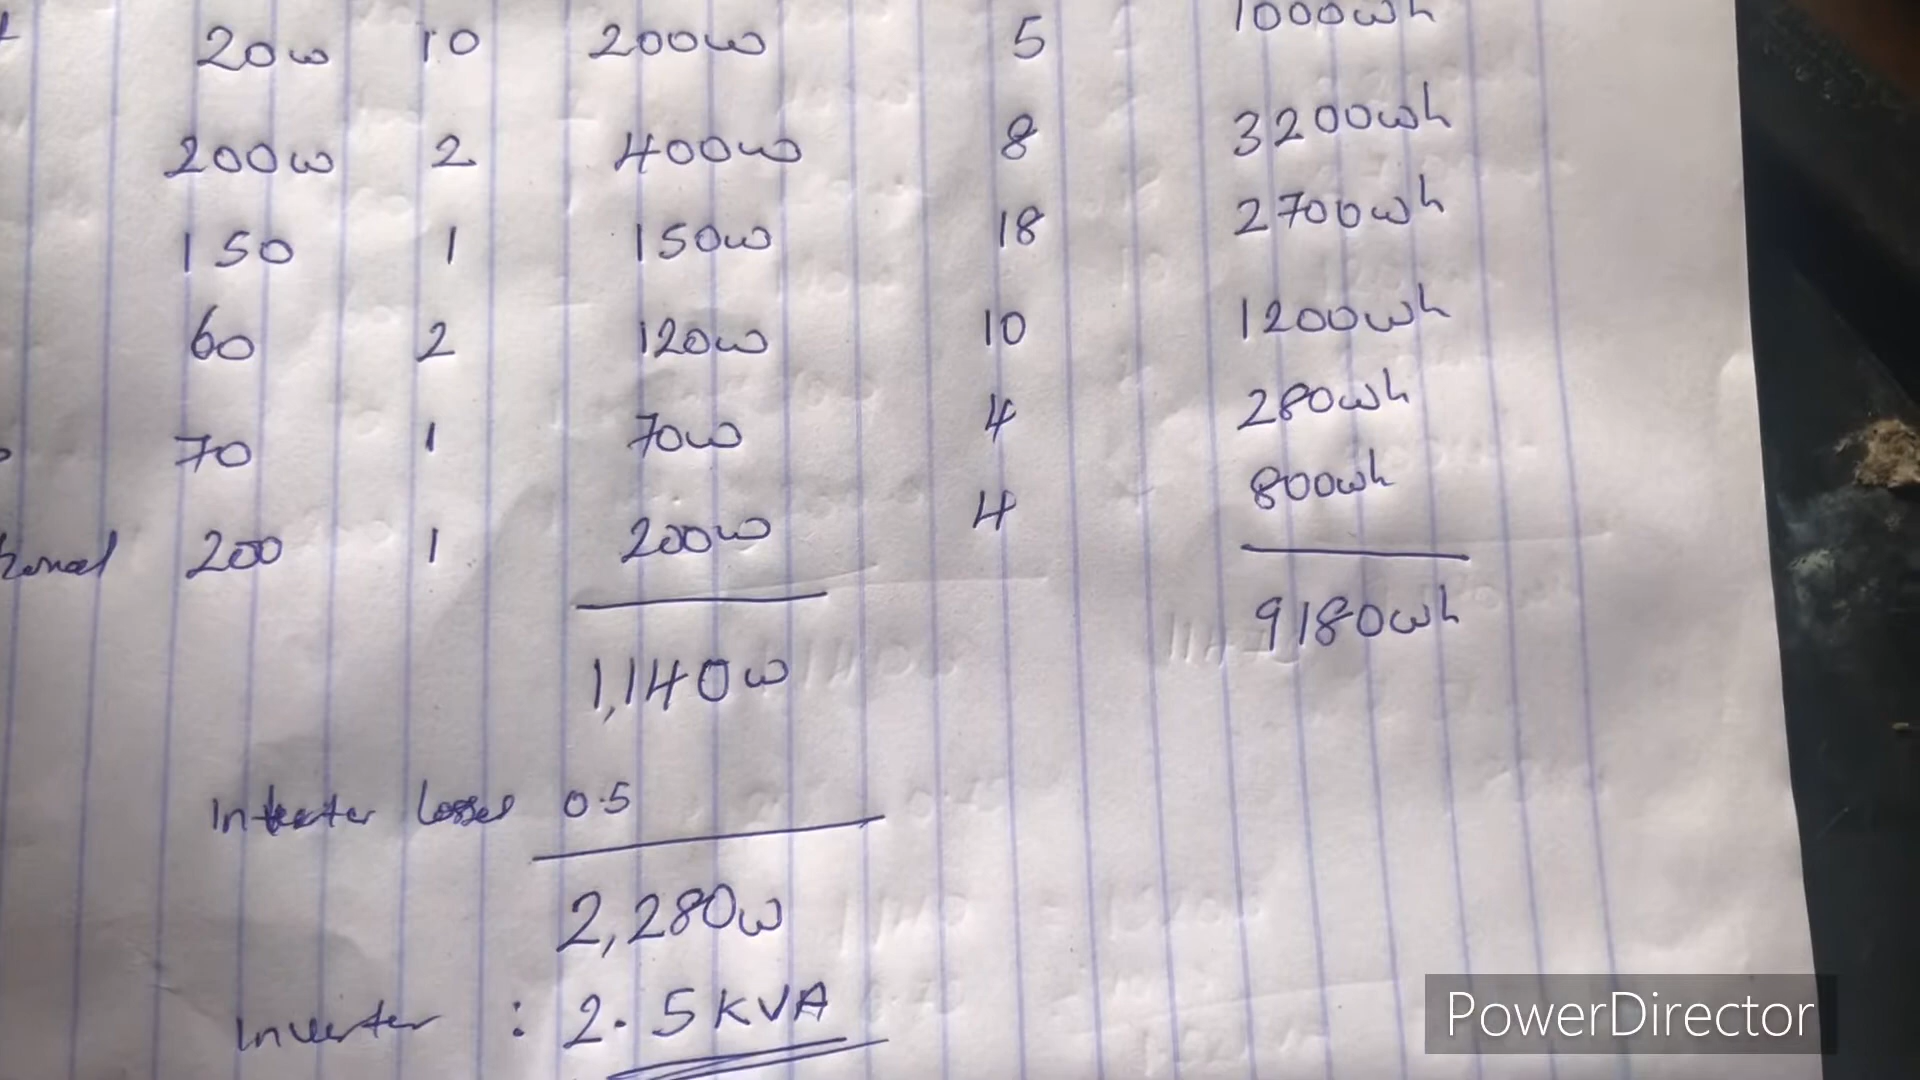 20w 10 200w 5 1000wh
200w 2 400w 8 3200wh
150 1 150w 18 2700wh
60 2 120w 10 1200wh
70 1 70w 4 280wh
200 1 200w 4 800wh
1,140w 9180wh
losses 0.5
2,280w
Inverter : 2.5KVA
PowerDirector